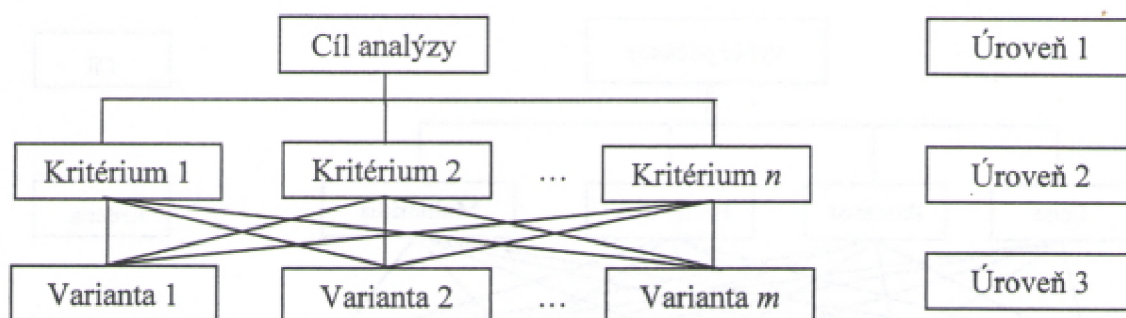 Cíl analýzy
Úroveň 1
Kritérium 1
Kritérium 2
...
Kritérium n
Úroveň 2
Varianta 1
Varianta 2
...
Varianta m
Úroveň 3